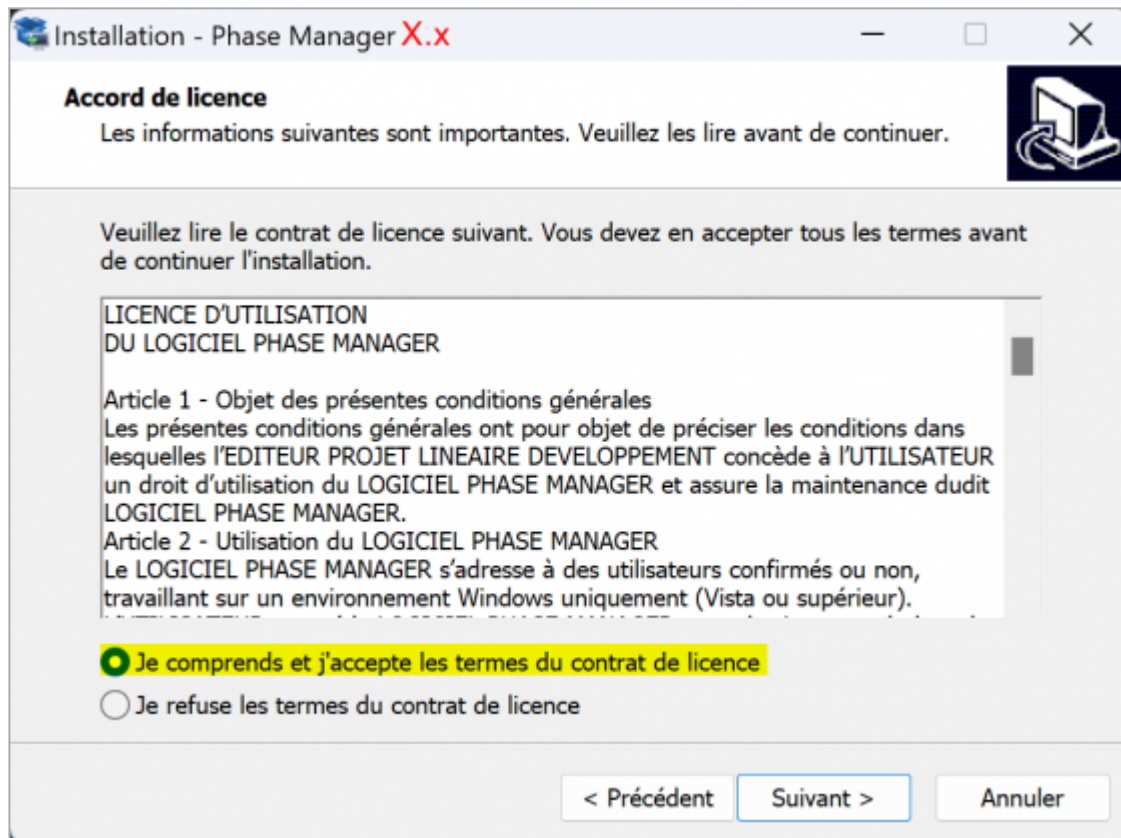 Installation - Phase Manager X.x
Accord de licence
Les informations suivantes sont importantes. Veuillez les lire avant de continuer.
Veuillez lire le contrat de licence suivant. Vous devez en accepter tous les termes avant
de continuer l'installation.
LICENCE D’UTILISATION
DU LOGICIEL PHASE MANAGER
Article 1 - Objet des présentes conditions générales
Les présentes conditions générales ont pour objet de préciser les conditions dans
lesquelles l’EDITEUR PROJET LINEAIRE DEVELOPPEMENT concède à l’UTILISATEUR
un droit d’utilisation du LOGICIEL PHASE MANAGER et assure la maintenance dudit
LOGICIEL PHASE MANAGER.
Article 2 - Utilisation du LOGICIEL PHASE MANAGER
Le LOGICIEL PHASE MANAGER s’adresse à des utilisateurs confirmés ou non,
travaillant sur un environnement Windows uniquement (Vista ou supérieur).
Je comprends et j'accepte les termes du contrat de licence
Je refuse les termes du contrat de licence
< Précédent
Suivant >
Annuler